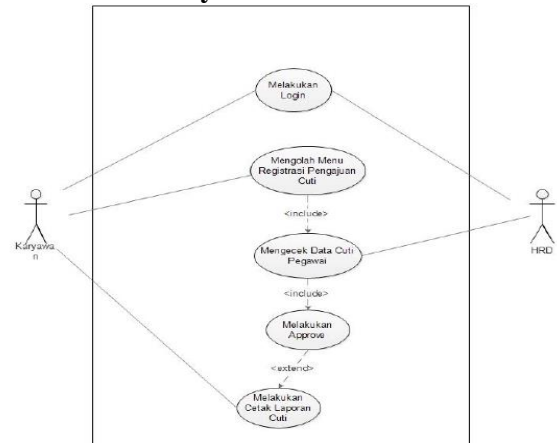 Melakukan
Login
Mengolah Menu
Registrasi Pengajuan
Cuti
<include>
Karyawa
n
Mengecek Data Cuti
Pegawai
HRD
<include>
Melakukan
Approve
<extend>
Melakukan
Cetak Laporan
Cuti